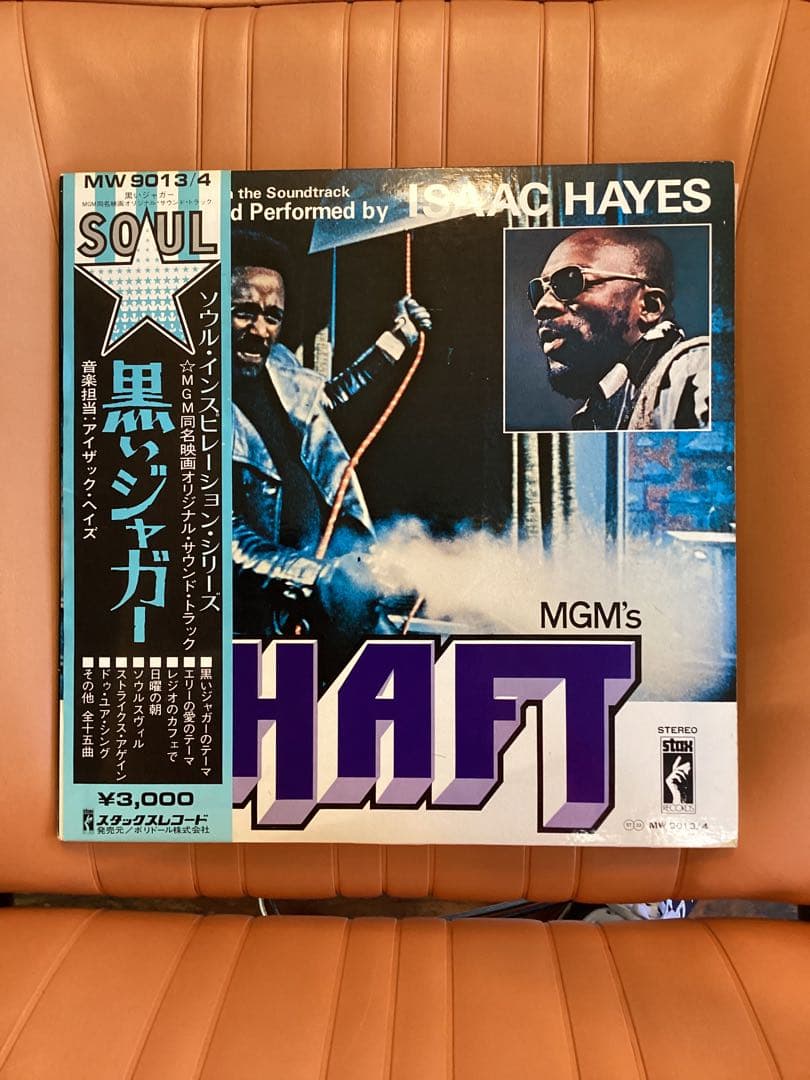 MW 9013/4
黒いジャガー
MGM同名映画オリジナル・サウンド・トラック
SOUL
ソウル・インスピレーション・シリーズ
☆MGM同名映画オリジナル・サウンド・トラック
黒いジャガー
音楽担当:アイザック・ヘイズ
■黒いジャガーのテーマ
■エリーの愛のテーマ
■レジオのカフェで
■日曜の朝
■ソウルスヴィル
■ストライクス・アゲイン
■ドゥ・ユア・シング
■その他 全十五曲
¥3,000
スタックスレコード
発売元/ポリドール株式会社
the Soundtrack
d Performed by ISAAC HAYES
MGM's
HAFT
STEREO
stax
RECORDS
ST 33 MW 9013/4